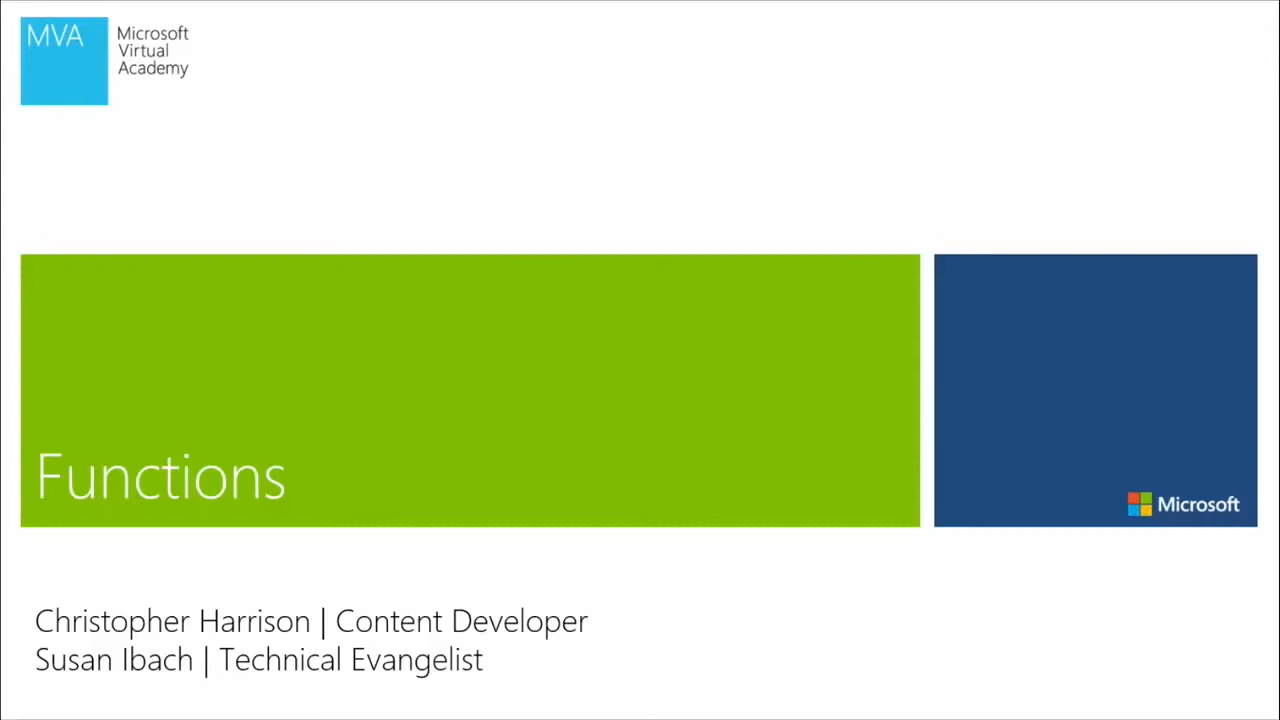 MVA
Microsoft
Virtual
Academy
Functions
Microsoft
Christopher Harrison | Content Developer
Susan Ibach | Technical Evangelist